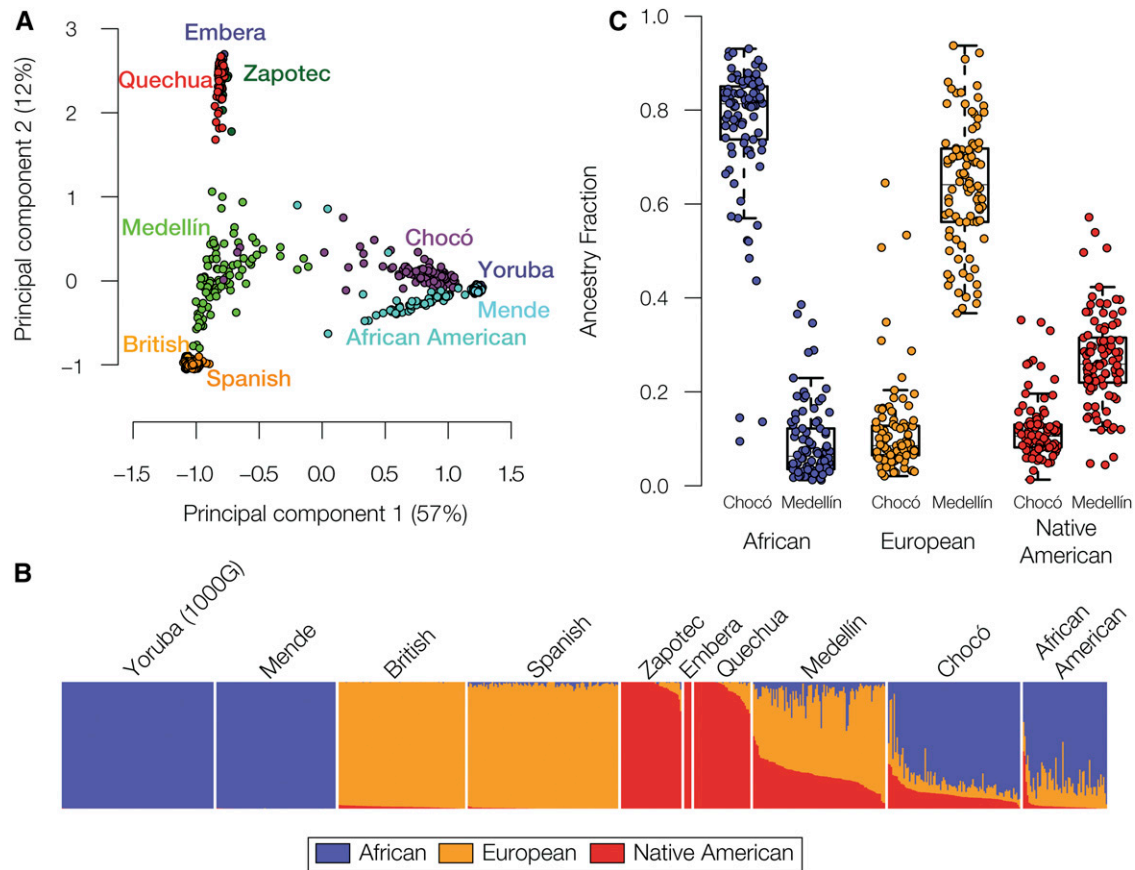 A
3
2
1
0
−1
Principal component 2 (12%)
Embera
Quechua
Zapotec
Medellín
Chocó
Yoruba
Mende
African American
British
Spanish
−1.5
−1.0
−0.5
0.0
0.5
1.0
1.5
Principal component 1 (57%)
C
1.0
0.8
0.6
0.4
0.2
0.0
Ancestry Fraction
Chocó Medellín
African
Chocó Medellín
European
Chocó Medellín
Native
American
B
Yoruba (1000G)
Mende
British
Spanish
Zapotec
Embera
Quechua
Medellín
Chocó
African
American
African
European
Native American